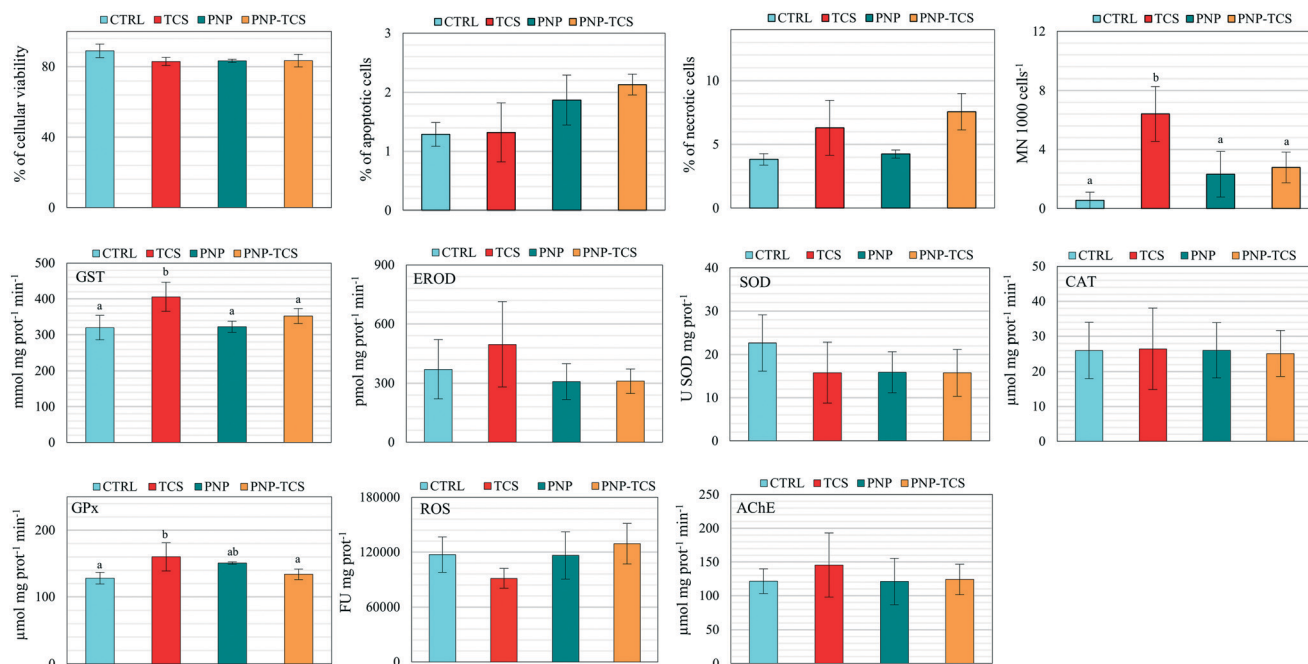 CTRL TCS PNP PNP-TCS
% of cellular viability
80
40
0
CTRL TCS PNP PNP-TCS
% of apoptotic cells
3
2
1
0
CTRL TCS PNP PNP-TCS
% of necrotic cells
10
5
0
CTRL TCS PNP PNP-TCS
MN 1000 cells⁻¹
12
8
4
0
a b a a
CTRL TCS PNP PNP-TCS
GST
mmol mg prot⁻¹ min⁻¹
500
400
300
200
100
0
a b a a
CTRL TCS PNP PNP-TCS
EROD
pmol mg prot⁻¹ min⁻¹
900
600
300
0
CTRL TCS PNP PNP-TCS
SOD
U SOD mg prot⁻¹
40
30
20
10
0
CTRL TCS PNP PNP-TCS
CAT
µmol mg prot⁻¹ min⁻¹
50
40
30
20
10
0
CTRL TCS PNP PNP-TCS
GPx
µmol mg prot⁻¹ min⁻¹
200
100
0
a b ab a
CTRL TCS PNP PNP-TCS
ROS
FU mg prot⁻¹
180000
120000
60000
0
CTRL TCS PNP PNP-TCS
AChE
µmol mg prot⁻¹ min⁻¹
250
200
150
100
50
0